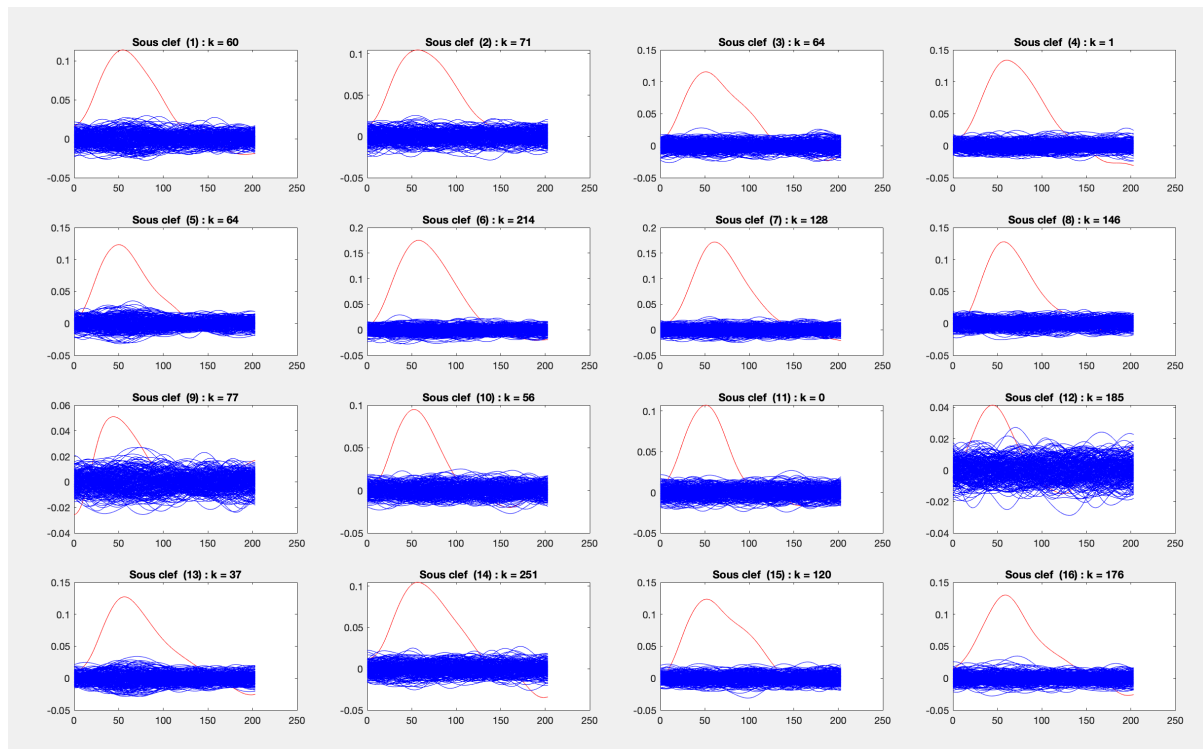 Sous clef (1) : k = 60
0.1
0.05
0
-0.05
0 50 100 150 200 250
Sous clef (2) : k = 71
0.1
0.05
0
-0.05
0 50 100 150 200 250
Sous clef (3) : k = 64
0.15
0.1
0.05
0
-0.05
0 50 100 150 200 250
Sous clef (4) : k = 1
0.15
0.1
0.05
0
-0.05
0 50 100 150 200 250
Sous clef (5) : k = 64
0.15
0.1
0.05
0
-0.05
0 50 100 150 200 250
Sous clef (6) : k = 214
0.2
0.15
0.1
0.05
0
-0.05
0 50 100 150 200 250
Sous clef (7) : k = 128
0.2
0.15
0.1
0.05
0
-0.05
0 50 100 150 200 250
Sous clef (8) : k = 146
0.15
0.1
0.05
0
-0.05
0 50 100 150 200 250
Sous clef (9) : k = 77
0.06
0.04
0.02
0
-0.02
-0.04
0 50 100 150 200 250
Sous clef (10) : k = 56
0.1
0.05
0
-0.05
0 50 100 150 200 250
Sous clef (11) : k = 0
0.1
0.05
0
-0.05
0 50 100 150 200 250
Sous clef (12) : k = 185
0.04
0.02
0
-0.02
-0.04
0 50 100 150 200 250
Sous clef (13) : k = 37
0.15
0.1
0.05
0
-0.05
0 50 100 150 200 250
Sous clef (14) : k = 251
0.1
0.05
0
-0.05
0 50 100 150 200 250
Sous clef (15) : k = 120
0.15
0.1
0.05
0
-0.05
0 50 100 150 200 250
Sous clef (16) : k = 176
0.15
0.1
0.05
0
-0.05
0 50 100 150 200 250